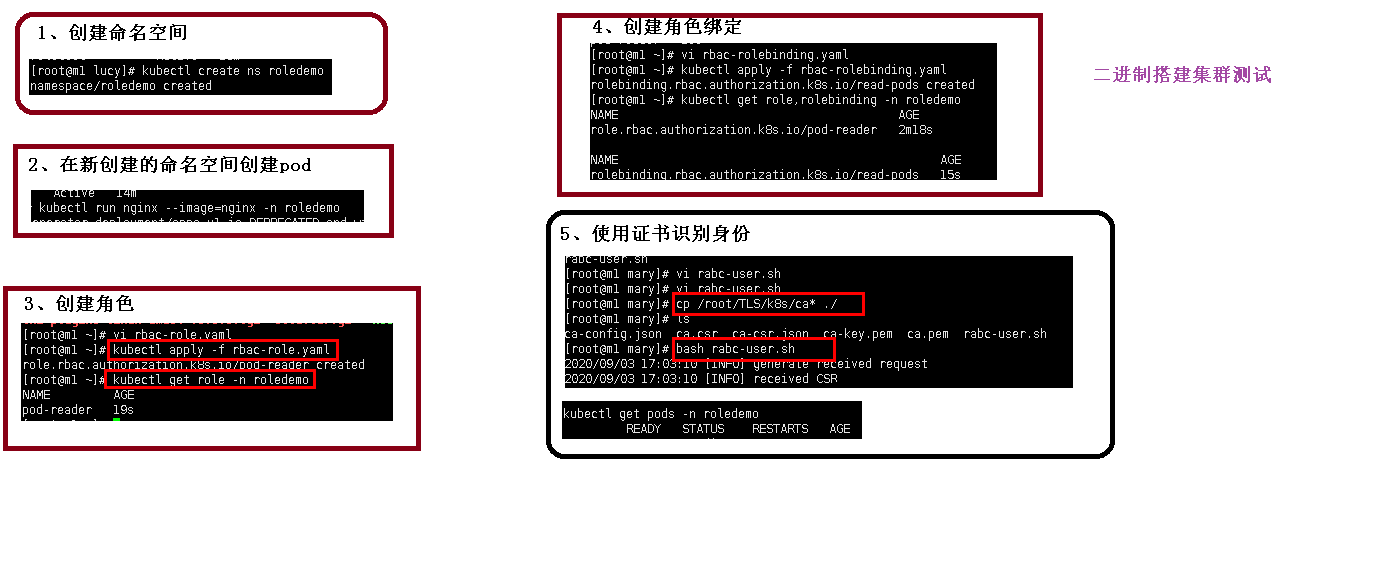 1、创建命名空间
[root@m1 lucy]# kubectl create ns roledemo
namespace/roledemo created
2、在新创建的命名空间创建pod
Active 14m
kubectl run nginx --image=nginx -n roledemo
3、创建角色
[root@m1 ~]# vi rbac-role.yaml
[root@m1 ~]# kubectl apply -f rbac-role.yaml
role.rbac.authorization.k8s.io/pod-reader created
[root@m1 ~]# kubectl get role -n roledemo
NAME AGE
pod-reader 19s
4、创建角色绑定
[root@m1 ~]# vi rbac-rolebinding.yaml
[root@m1 ~]# kubectl apply -f rbac-rolebinding.yaml
rolebinding.rbac.authorization.k8s.io/read-pods created
[root@m1 ~]# kubectl get role,rolebinding -n roledemo
NAME AGE
role.rbac.authorization.k8s.io/pod-reader 2m18s
NAME AGE
rolebinding.rbac.authorization.k8s.io/read-pods 15s
二进制搭建集群测试
5、使用证书识别身份
rabc-user.sh
[root@m1 mary]# vi rabc-user.sh
[root@m1 mary]# vi rabc-user.sh
[root@m1 mary]# cp /root/TLS/k8s/ca* ./
[root@m1 mary]# ls
ca-config.json ca.csr ca-csr.json ca-key.pem ca.pem rabc-user.sh
[root@m1 mary]# bash rabc-user.sh
2020/09/03 17:03:10 [INFO] generate received request
2020/09/03 17:03:10 [INFO] received CSR
kubectl get pods -n roledemo
READY STATUS RESTARTS AGE